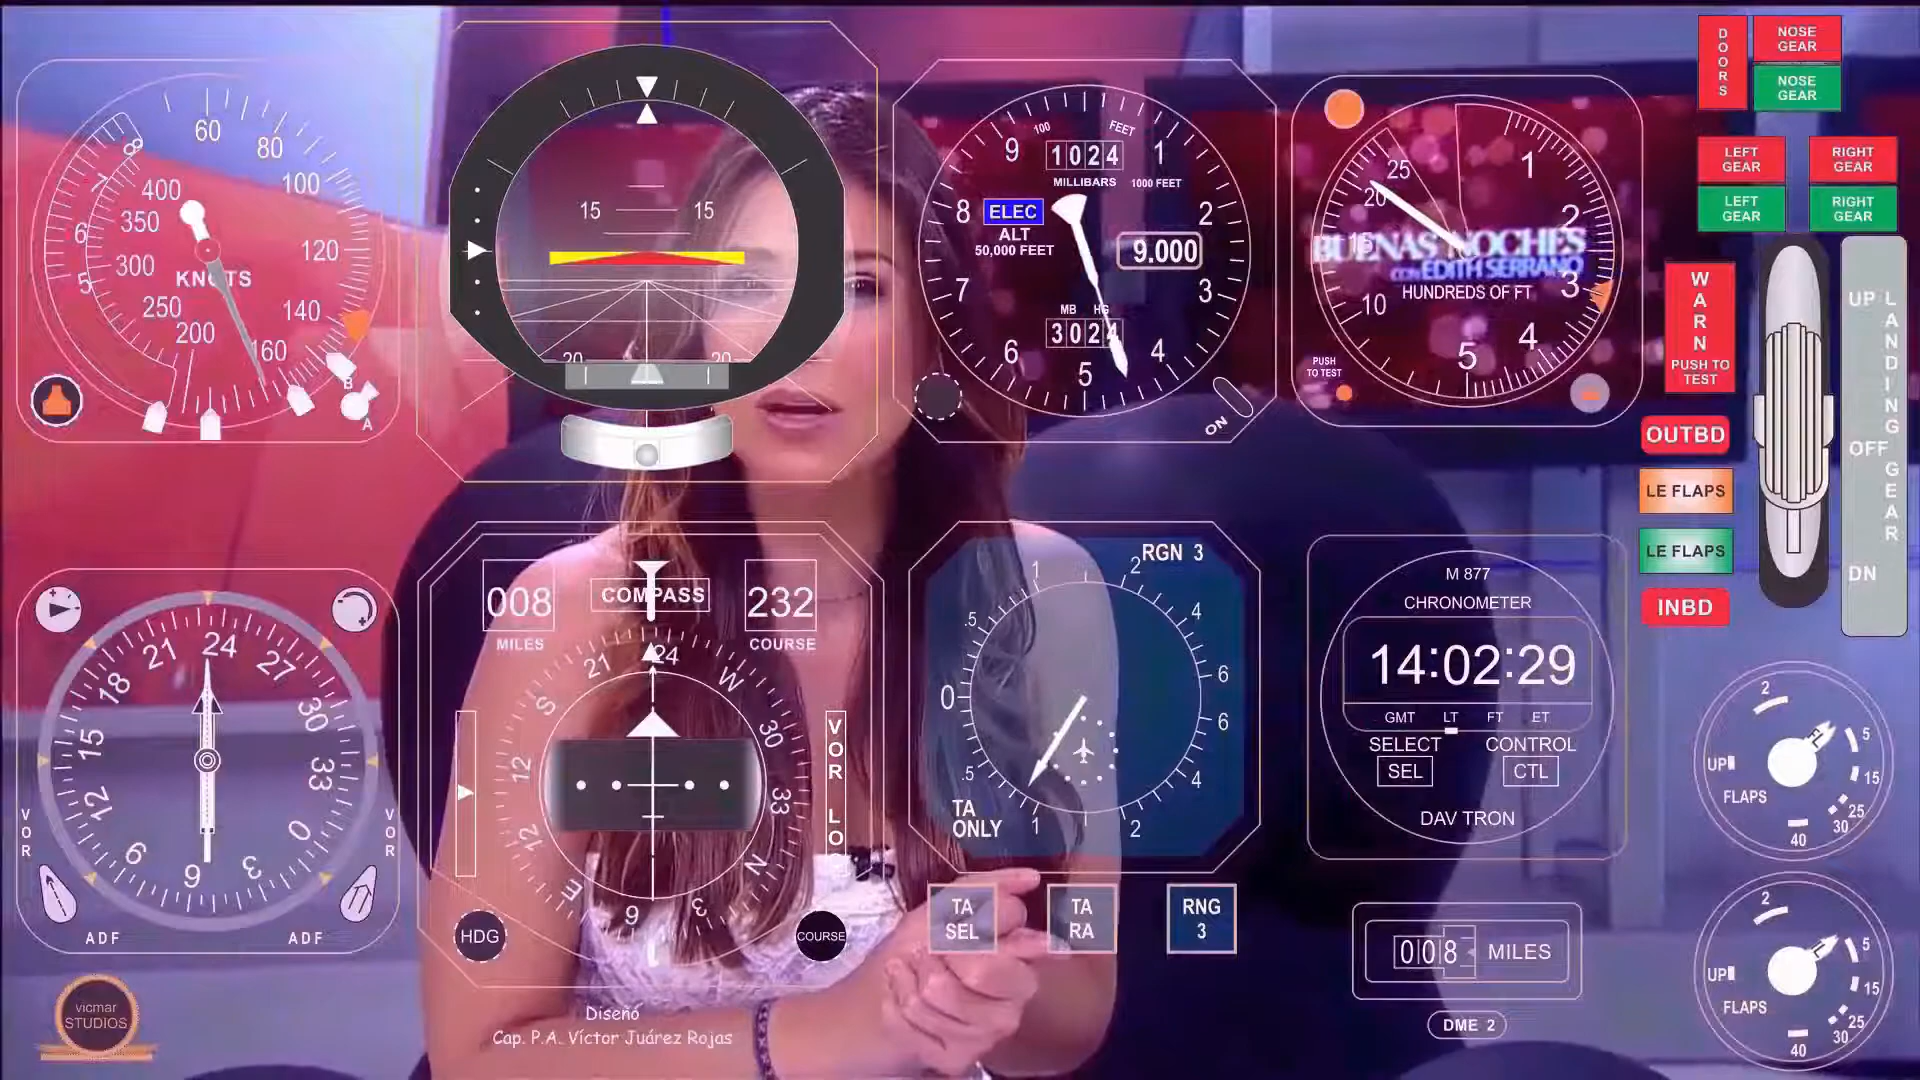 60
80
100
120
140
160
200
250
300
350
400
8
7
6
5
KNOTS
B
A
15 15
20 20
100 FEET
1024
MILLIBARS 1000 FEET
ELEC
ALT
50,000 FEET
9.000
MB HG
3024
9
1
8
2
7
3
6
4
5
ON
25
20
15
10
1
2
3
4
5
BUENAS NOCHES
CON EDITH SERRANO
HUNDREDS OF FT
PUSH
TO TEST
DOORS
NOSE
GEAR
NOSE
GEAR
LEFT
GEAR
RIGHT
GEAR
LEFT
GEAR
RIGHT
GEAR
WARN
PUSH TO
TEST
OUTBD
LE FLAPS
LE FLAPS
INBD
UP
OFF
DN
LANDING GEAR
24
27
30
33
0
3
6
9
12
15
18
21
VOR
VOR
ADF
ADF
008
MILES
COMPASS
232
COURSE
21
24
W
30
33
N
3
6
E
12
12
S
VOR LO
HDG
COURSE
Diseñó
Cap. P.A. Víctor Juárez Rojas
RGN 3
1
2
4
6
6
4
2
1
.5
0
.5
TA
ONLY
TA
SEL
TA
RA
RNG
3
M 877
CHRONOMETER
14:02:29
GMT LT FT ET
SELECT CONTROL
SEL CTL
DAV TRON
008 MILES
DME 2
2
5
15
25
30
40
UP
FLAPS
2
5
15
25
30
40
UP
FLAPS
vicmar
STUDIOS